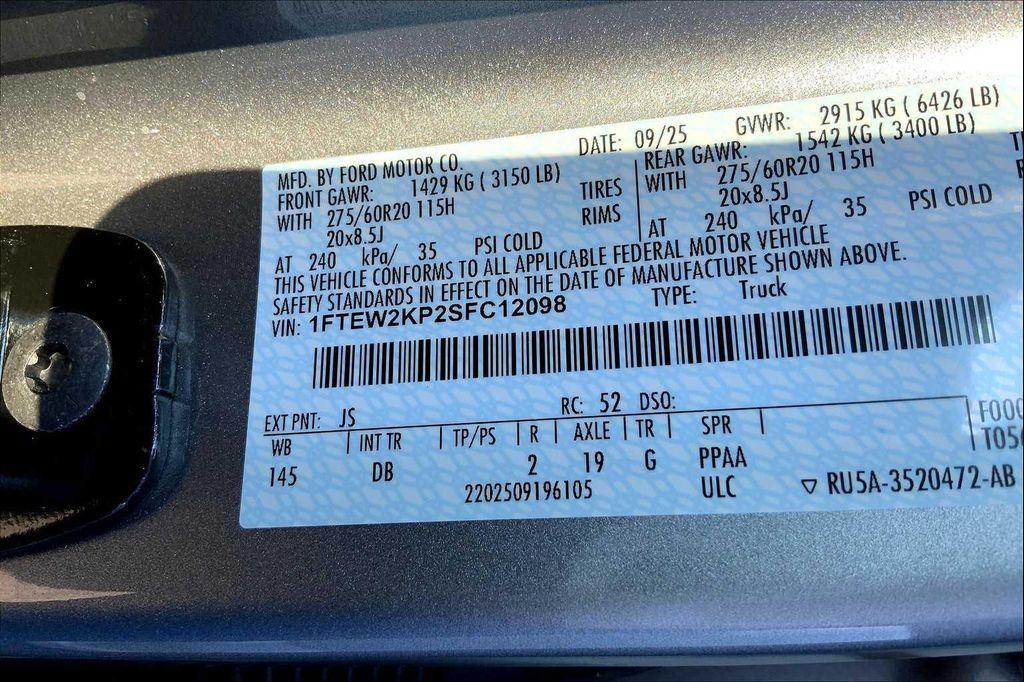 MFD. BY FORD MOTOR CO. DATE: 09/25 GVWR: 2915 KG ( 6426 LB)
FRONT GAWR: 1429 KG ( 3150 LB) REAR GAWR: 1542 KG ( 3400 LB)
WITH 275/60R20 115H TIRES WITH 275/60R20 115H
20x8.5J RIMS 20x8.5J
AT 240 kPa/ 35 PSI COLD AT 240 kPa/ 35 PSI COLD
THIS VEHICLE CONFORMS TO ALL APPLICABLE FEDERAL MOTOR VEHICLE
SAFETY STANDARDS IN EFFECT ON THE DATE OF MANUFACTURE SHOWN ABOVE.
VIN: 1FTEW2KP2SFC12098 TYPE: Truck
EXT PNT: JS RC: 52 DSO:
WB INT TR TP/PS R AXLE TR SPR
145 DB 2 19 G PPAA
2202509196105 ULC ▽ RU5A-3520472-AB